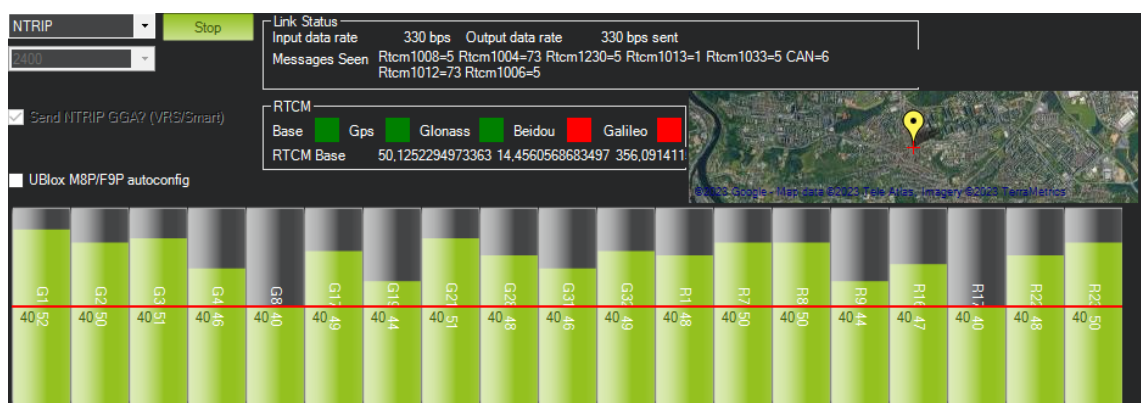 NTRIP
Stop
2400
Link Status
Input data rate 330 bps Output data rate 330 bps sent
Messages Seen Rtcm1008=5 Rtcm1004=73 Rtcm1230=5 Rtcm1013=1 Rtcm1033=5 CAN=6
Rtcm1012=73 Rtcm1006=5
Send NTRIP GGA? (VRS/Smart)
RTCM
Base Gps Glonass Beidou Galileo
RTCM Base 50,1252294973363 14,4560568683497 356,091411
UBlox M8P/F9P autoconfig
©2023 Google - Map data ©2023 Tele Atlas, Imagery ©2023 TerraMetrics
G1 G2 G3 G4 G8 G17 G19 G21 G28 G31 G32 R1 R7 R8 R9 R16 R17 R22 R23
40 52 40 50 40 51 40 46 40 40 40 49 40 44 40 51 40 48 40 46 40 49 40 48 40 50 40 50 40 44 40 47 40 40 40 48 40 50